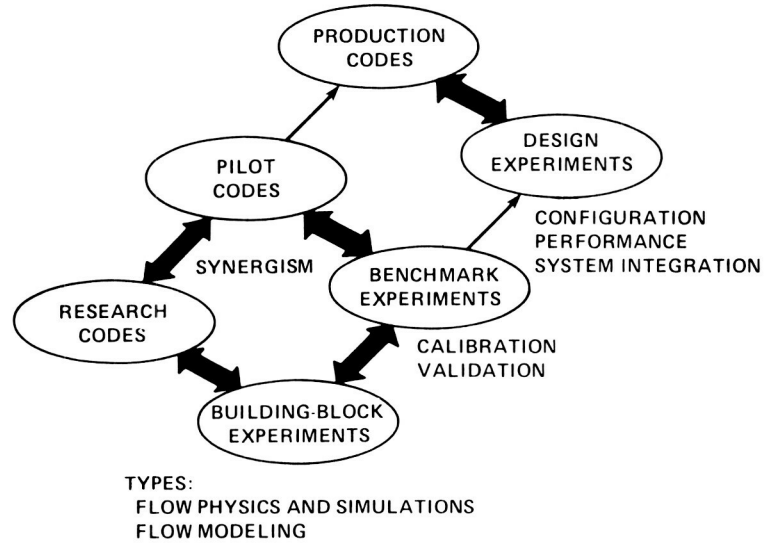 PRODUCTION
CODES
DESIGN
EXPERIMENTS
PILOT
CODES
CONFIGURATION
PERFORMANCE
SYSTEM INTEGRATION
SYNERGISM
BENCHMARK
EXPERIMENTS
RESEARCH
CODES
CALIBRATION
VALIDATION
BUILDING-BLOCK
EXPERIMENTS
TYPES:
FLOW PHYSICS AND SIMULATIONS
FLOW MODELING